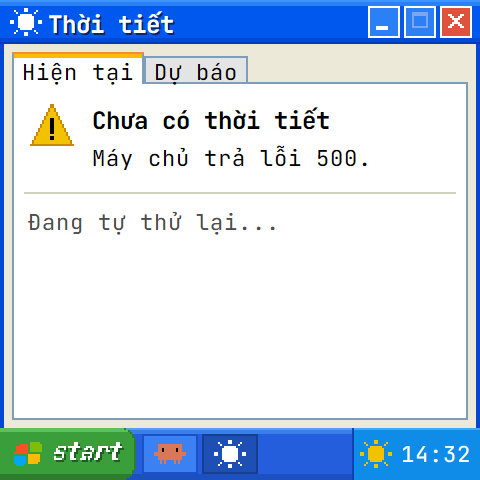 Thời tiết
Hiện tại
Dự báo
Chưa có thời tiết
Máy chủ trả lỗi 500.
Đang tự thử lại...
start
14:32